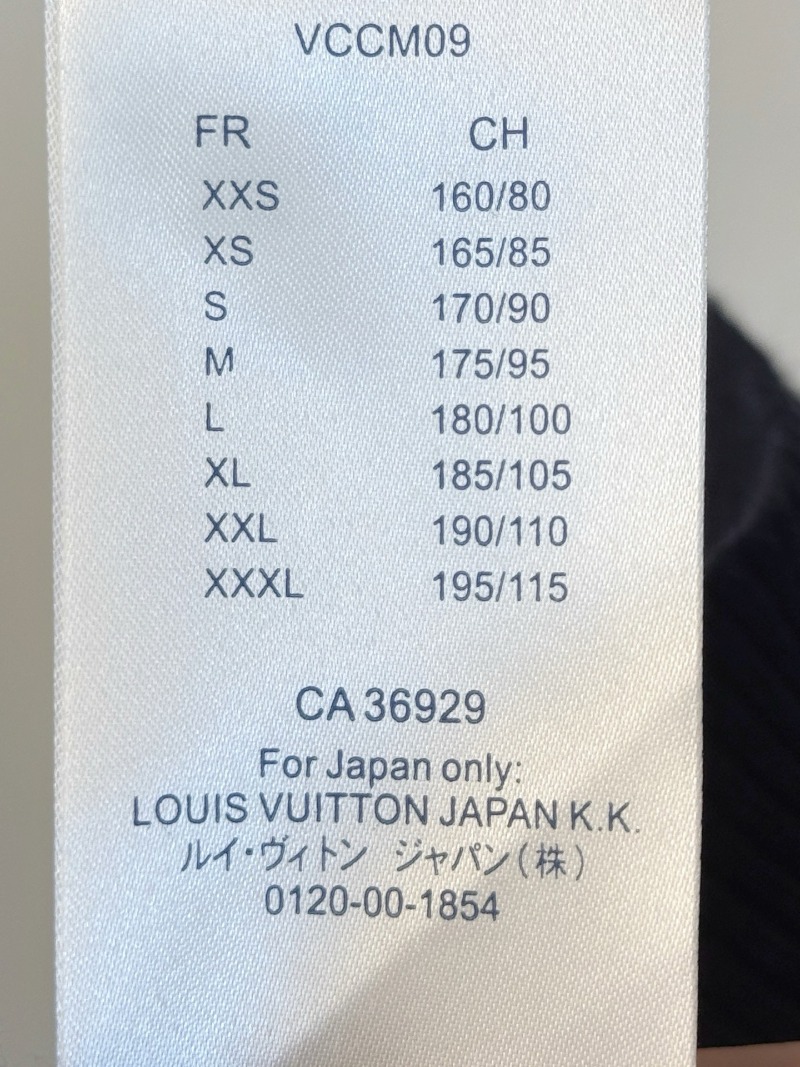 VCCM09
FR CH
XXS 160/80
XS 165/85
S 170/90
M 175/95
L 180/100
XL 185/105
XXL 190/110
XXXL 195/115
CA 36929
For Japan only:
LOUIS VUITTON JAPAN K.K.
ルイ・ヴィトン ジャパン(株)
0120-00-1854